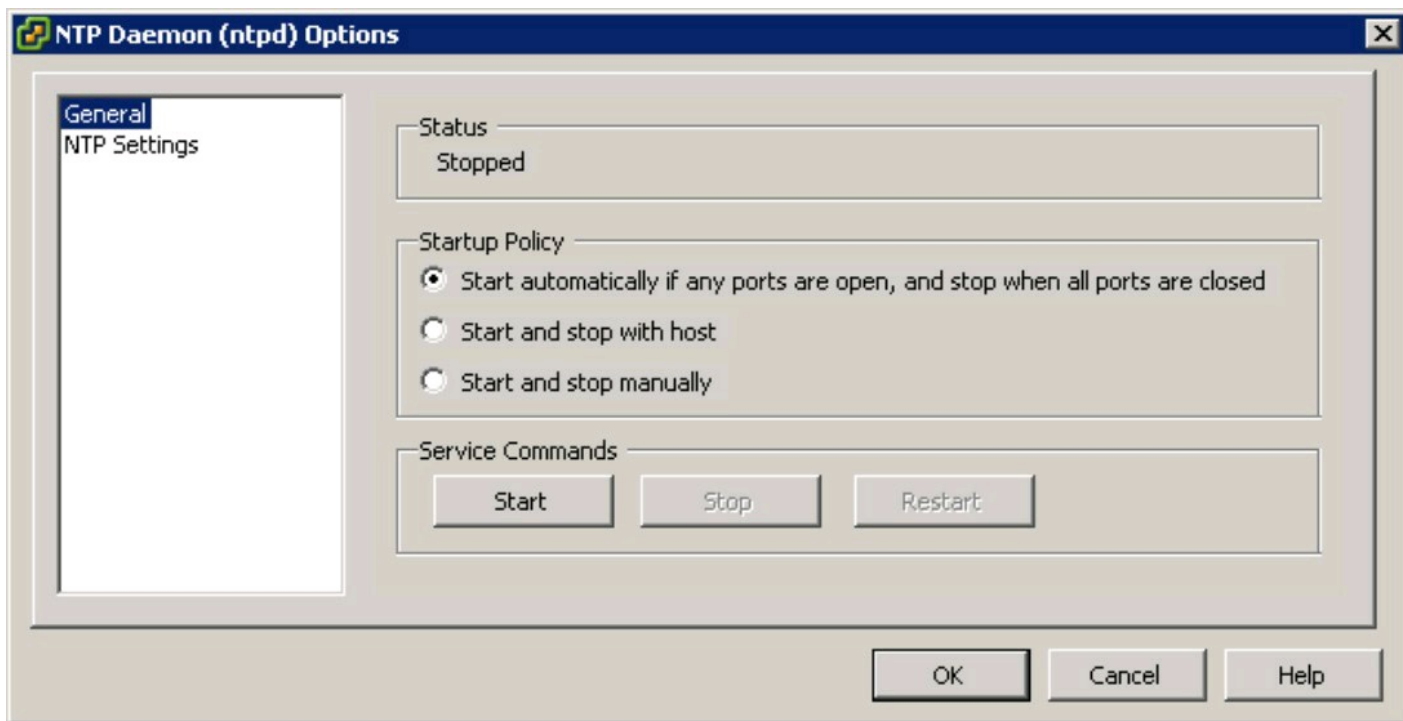 NTP Daemon (ntpd) Options
General
NTP Settings
Status
Stopped
Startup Policy
Start automatically if any ports are open, and stop when all ports are closed
Start and stop with host
Start and stop manually
Service Commands
Start Stop Restart
OK Cancel Help